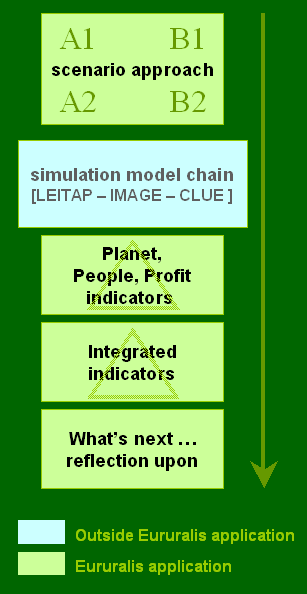 A1 B1
scenario approach
A2 B2
simulation model chain
[LEITAP – IMAGE – CLUE ]
Planet,
People, Profit
indicators
Integrated
indicators
What's next …
reflection upon
Outside Eururalis application
Eururalis application